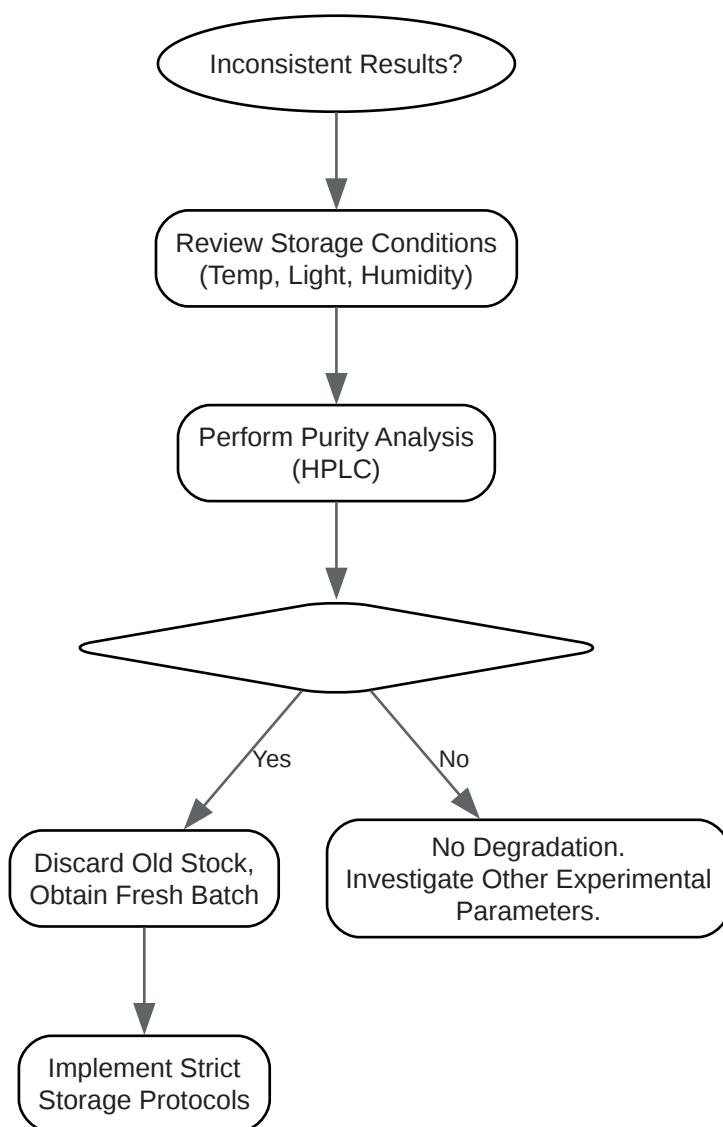 Inconsistent Results?
Review Storage Conditions
(Temp, Light, Humidity)
Perform Purity Analysis
(HPLC)
Yes
No
Discard Old Stock,
Obtain Fresh Batch
No Degradation.
Investigate Other Experimental
Parameters.
Implement Strict
Storage Protocols